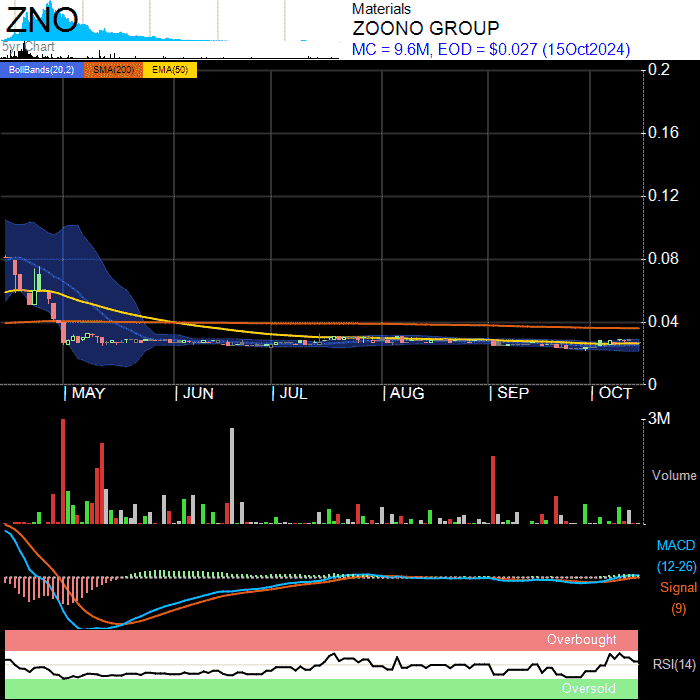 ZNO
5yr Chart
Materials
ZOONO GROUP
MC = 9.6M, EOD = $0.027 (15Oct2024)
BollBands(20,2) SMA(200) EMA(50)
0.2
0.16
0.12
0.08
0.04
0
MAY JUN JUL AUG SEP OCT
3M
Volume
MACD
(12-26)
Signal
(9)
Overbought
RSI(14)
Oversold